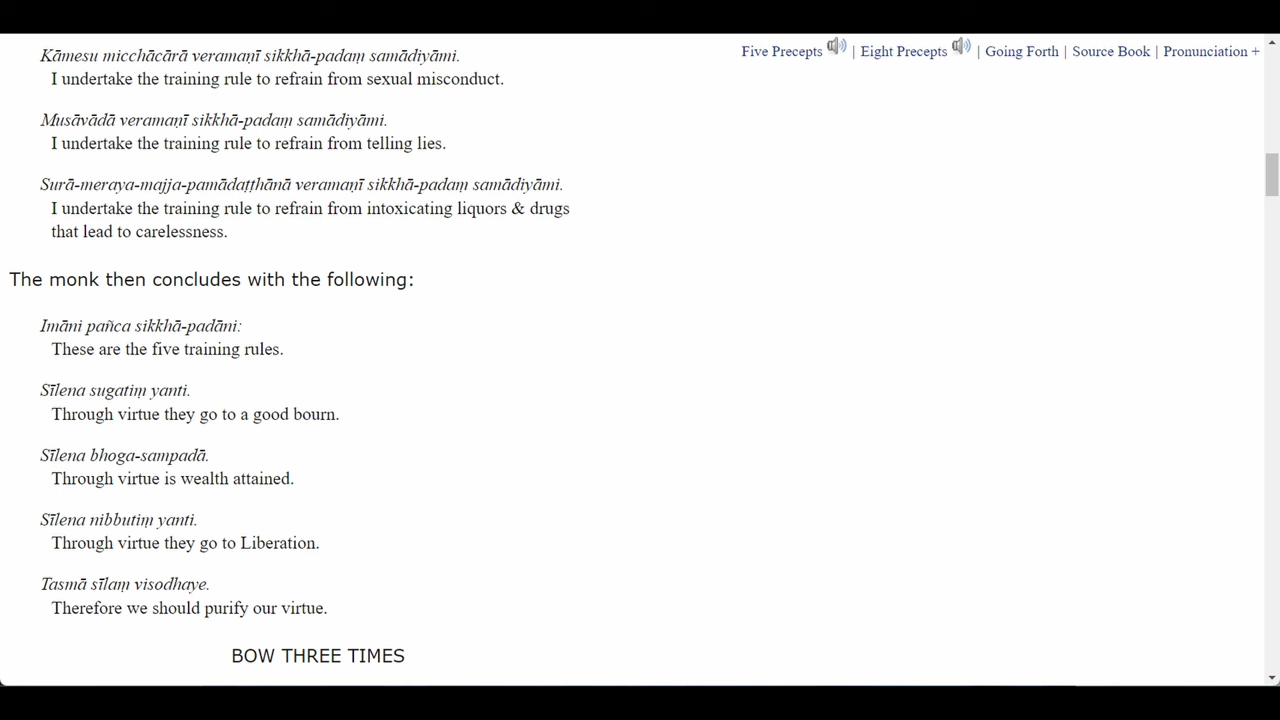 Five Precepts | Eight Precepts | Going Forth | Source Book | Pronunciation +
Kāmesu micchācārā veramaṇī sikkhā-padaṃ samādiyāmi.
I undertake the training rule to refrain from sexual misconduct.
Musāvādā veramaṇī sikkhā-padaṃ samādiyāmi.
I undertake the training rule to refrain from telling lies.
Surā-meraya-majja-pamādaṭṭhānā veramaṇī sikkhā-padaṃ samādiyāmi.
I undertake the training rule to refrain from intoxicating liquors & drugs
that lead to carelessness.
The monk then concludes with the following:
Imāni pañca sikkhā-padāni:
These are the five training rules.
Sīlena sugatiṃ yanti.
Through virtue they go to a good bourn.
Sīlena bhoga-sampadā.
Through virtue is wealth attained.
Sīlena nibbutiṃ yanti.
Through virtue they go to Liberation.
Tasmā sīlaṃ visodhaye.
Therefore we should purify our virtue.
BOW THREE TIMES